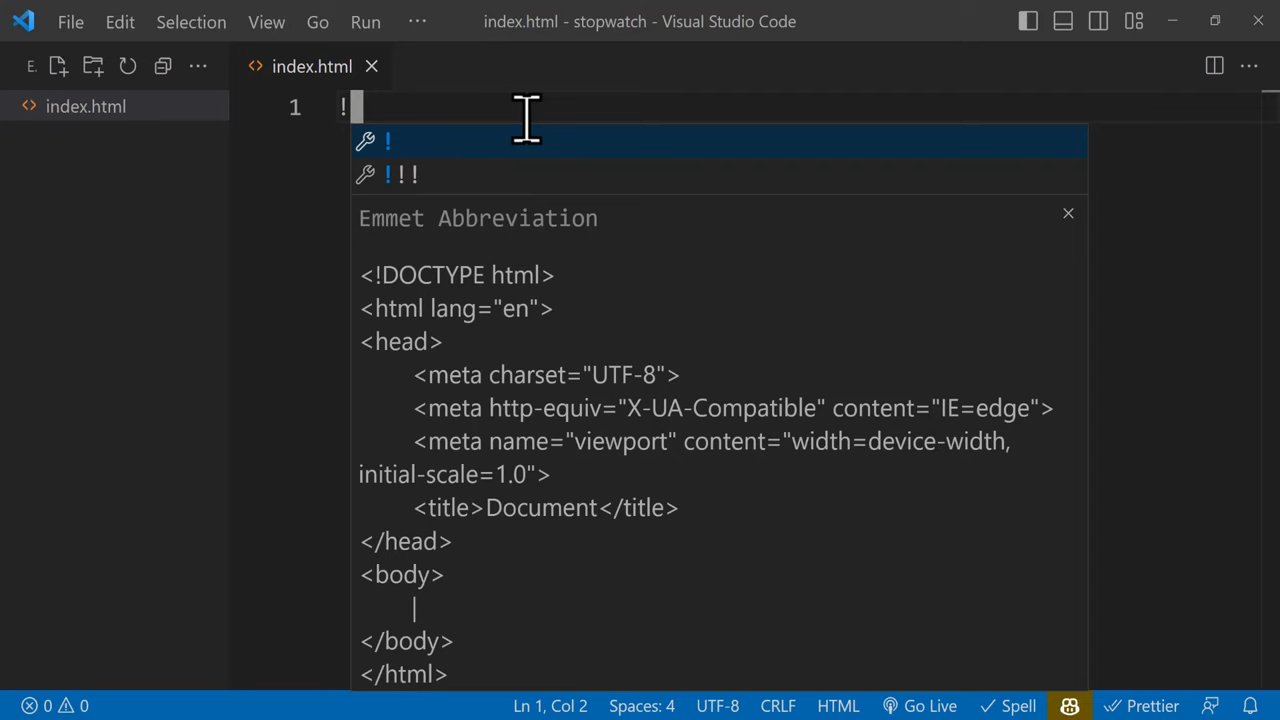 File Edit Selection View Go Run ··· index.html - stopwatch - Visual Studio Code
E. ··· <> index.html
<> index.html
1 !
!
!!!
Emmet Abbreviation
<!DOCTYPE html>
<html lang="en">
<head>
<meta charset="UTF-8">
<meta http-equiv="X-UA-Compatible" content="IE=edge">
<meta name="viewport" content="width=device-width,
initial-scale=1.0">
<title>Document</title>
</head>
<body>
|
</body>
</html>
0 0 Ln 1, Col 2 Spaces: 4 UTF-8 CRLF HTML Go Live Spell Prettier